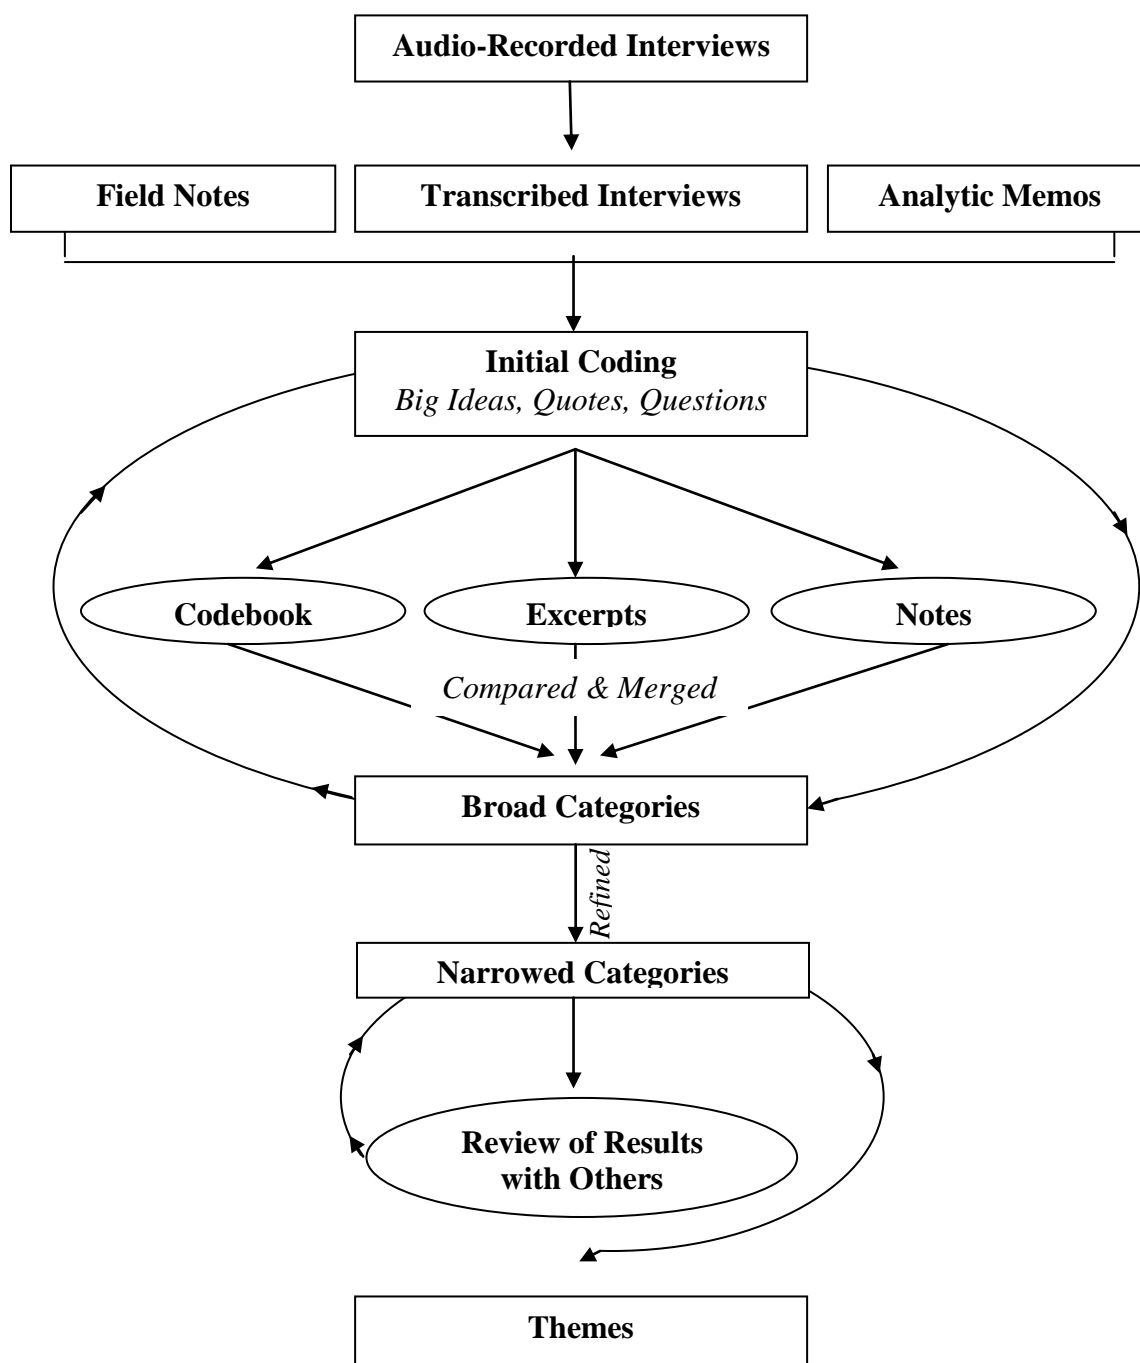 Audio-Recorded Interviews
Field Notes
Transcribed Interviews
Analytic Memos
Initial Coding
Big Ideas, Quotes, Questions
Codebook
Excerpts
Notes
Compared & Merged
Broad Categories
Refined
Narrowed Categories
Review of Results
with Others
Themes